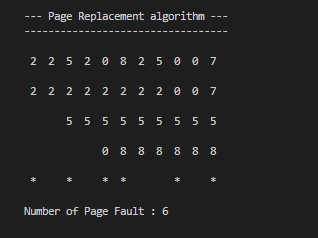 --- Page Replacement algorithm ---
----------------------------------
2 2 5 2 0 8 2 5 0 0 7
2 2 2 2 2 2 2 2 0 0 7
5 5 5 5 5 5 5 5 5
0 8 8 8 8 8 8
* * * * * *
Number of Page Fault : 6